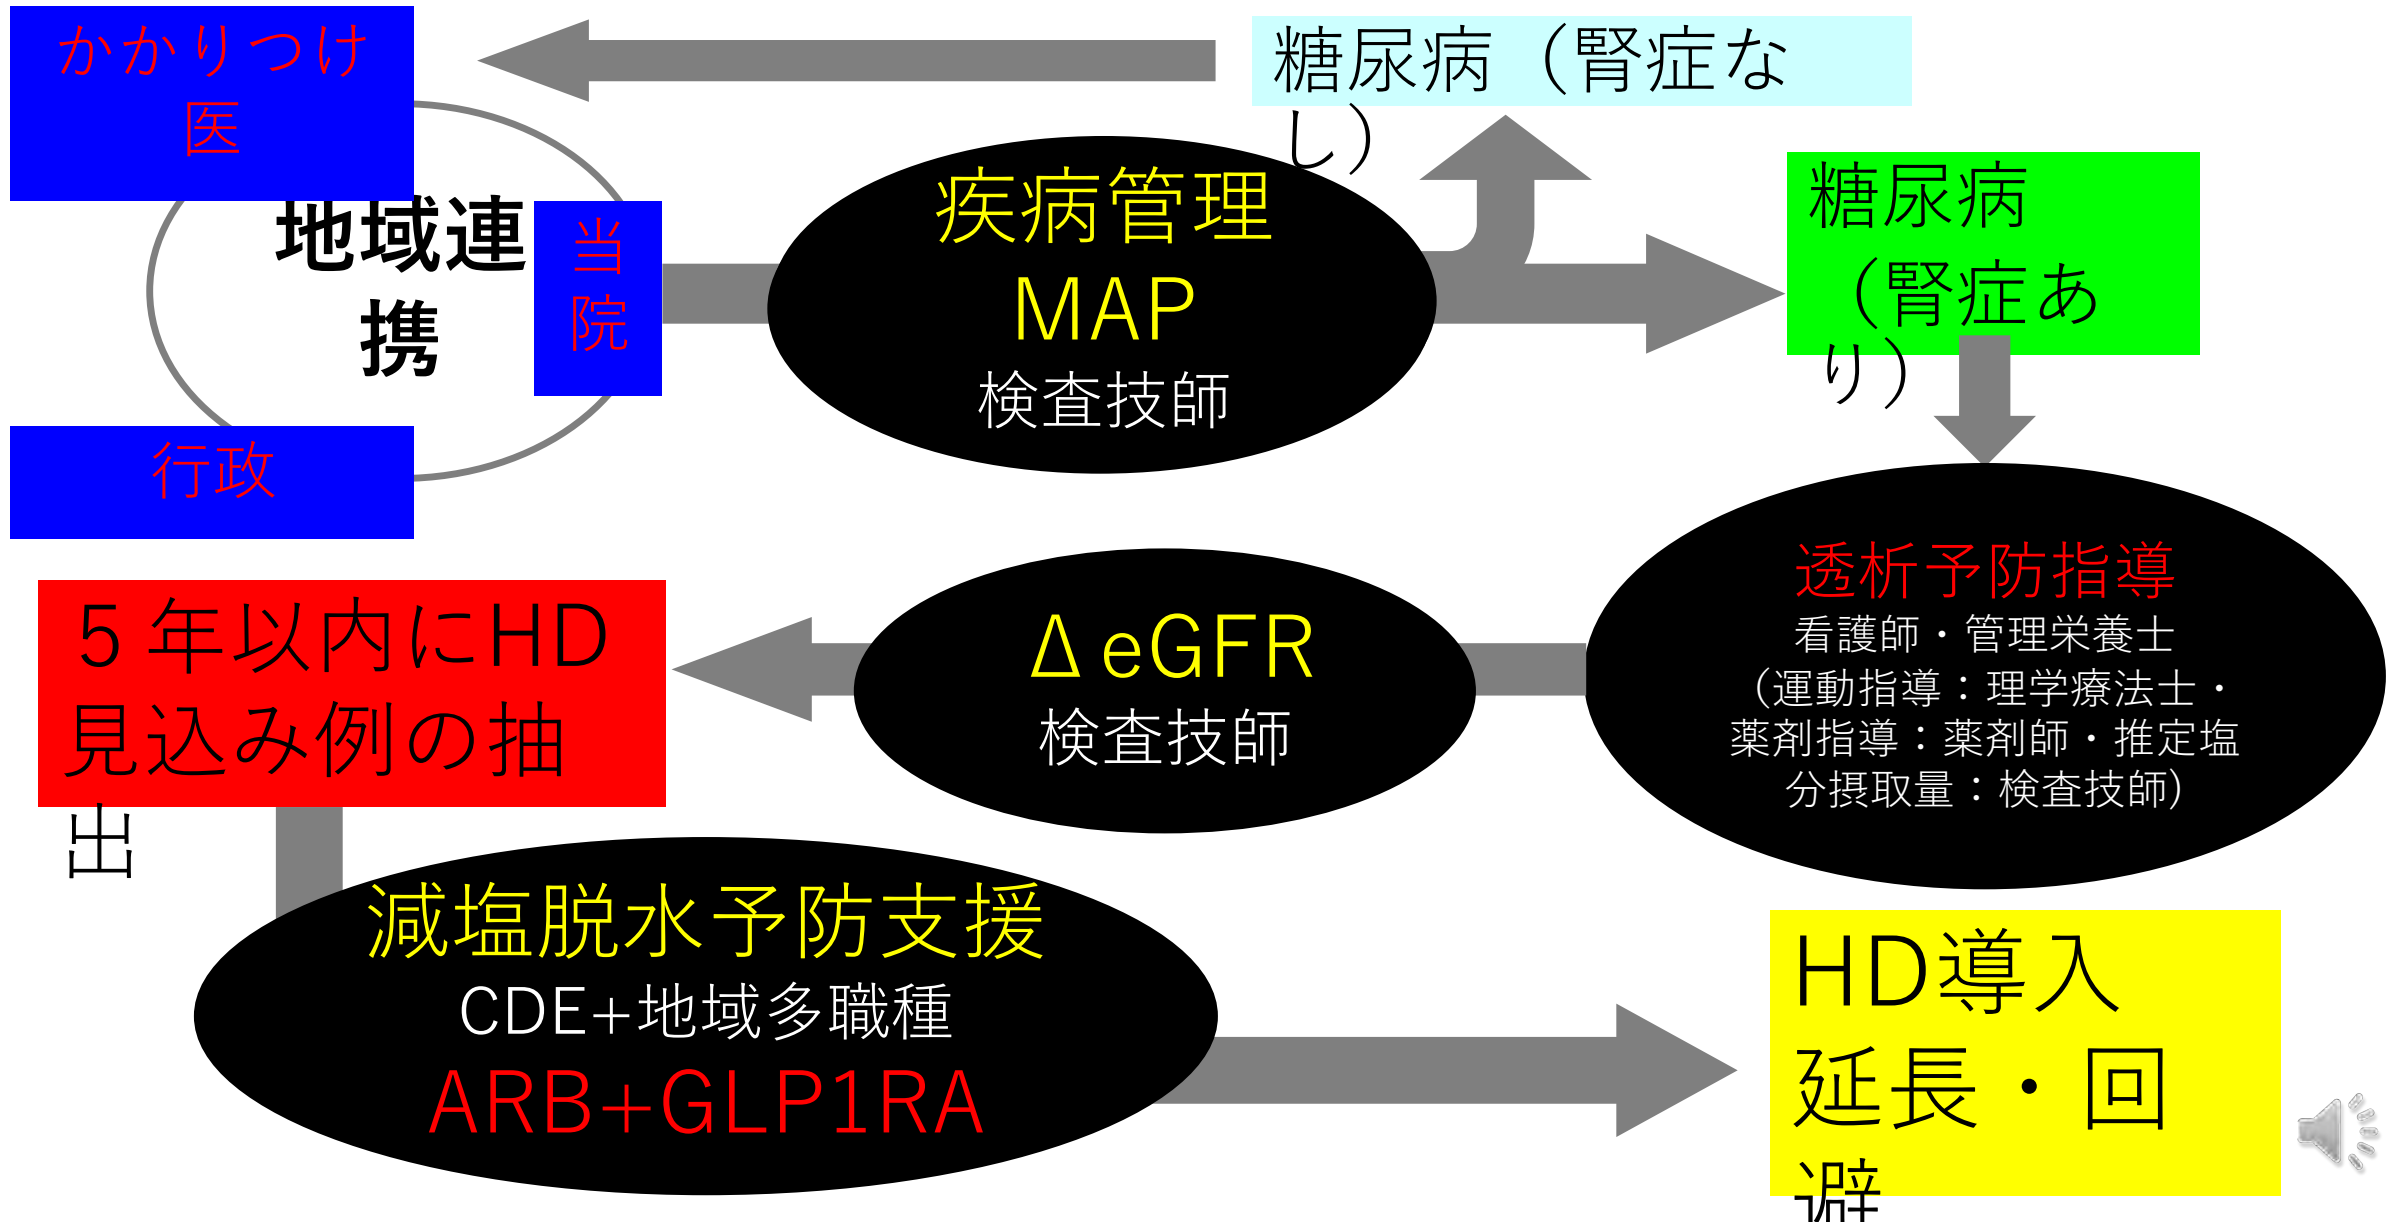 かかりつけ
医
地域連
携
当
院
行政
疾病管理
MAP
検査技師
糖尿病（腎症な
し）
糖尿病
（腎症あ
り）
透析予防指導
看護師・管理栄養士
（運動指導：理学療法士・
薬剤指導：薬剤師・推定塩
分摂取量：検査技師）
Δ eGFR
検査技師
５年以内にHD
見込み例の抽
出
減塩脱水予防支援
CDE+地域多職種
ARB+GLP1RA
HD導入
延長・回
避